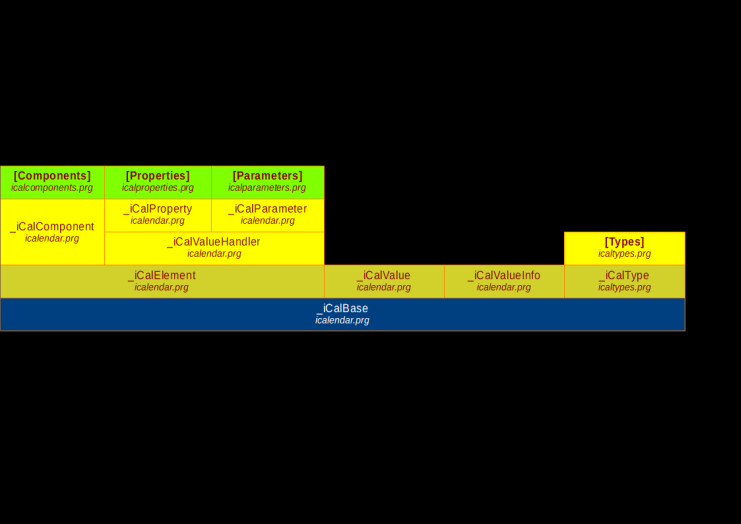 [Components]
icalcomponents.prg
[Properties]
icalproperties.prg
[Parameters]
icalparameters.prg
_iCalComponent
icalendar.prg
_iCalProperty
icalendar.prg
_iCalParameter
icalendar.prg
_iCalValueHandler
icalendar.prg
[Types]
icaltypes.prg
_iCalElement
icalendar.prg
_iCalValue
icalendar.prg
_iCalValueInfo
icalendar.prg
_iCalType
icaltypes.prg
_iCalBase
icalendar.prg